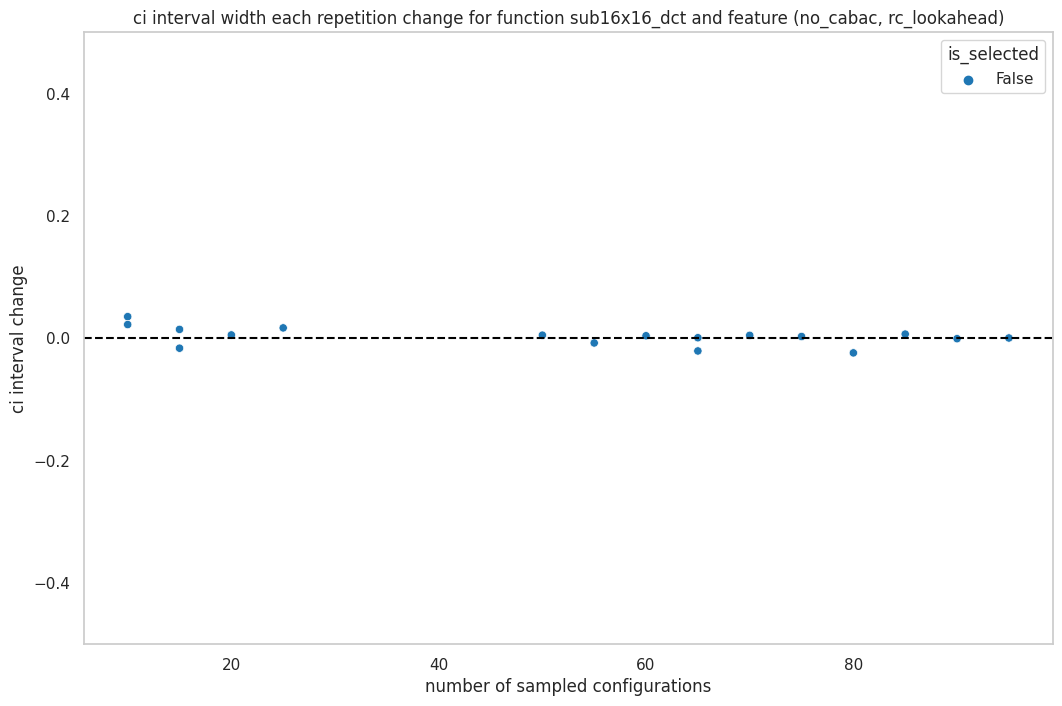 ci interval width each repetition change for function sub16x16_dct and feature (no_cabac, rc_lookahead)
is_selected
False
0.4
0.2
0.0
−0.2
−0.4
ci interval change
20
40
60
80
number of sampled configurations